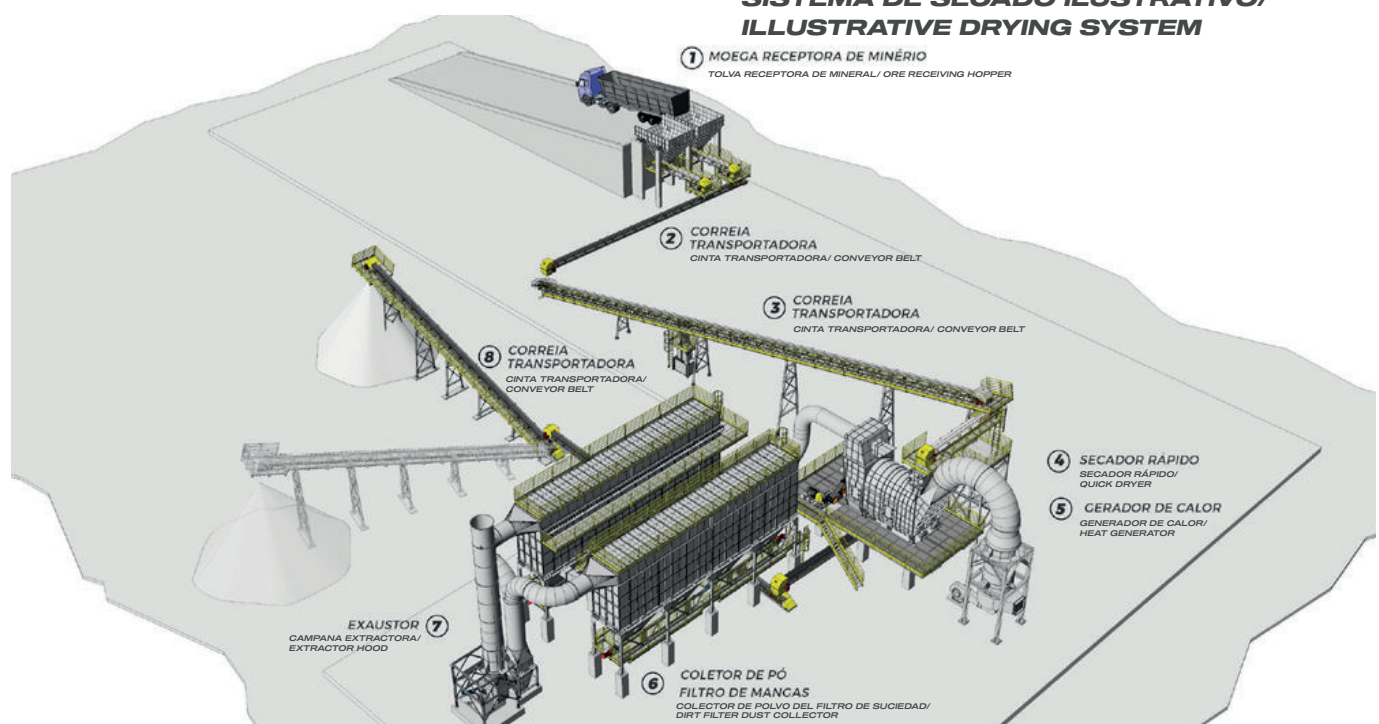 SISTEMA DE SECADO ILUSTRATIVO/
ILLUSTRATIVE DRYING SYSTEM
1 MOEGA RECEPTORA DE MINÉRIO
TOLVA RECEPTORA DE MINERAL/ ORE RECEIVING HOPPER
2 CORREIA
TRANSPORTADORA
CINTA TRANSPORTADORA/ CONVEYOR BELT
3 CORREIA
TRANSPORTADORA
CINTA TRANSPORTADORA/ CONVEYOR BELT
8 CORREIA
TRANSPORTADORA
CINTA TRANSPORTADORA/
CONVEYOR BELT
4 SECADOR RÁPIDO
SECADOR RÁPIDO/
QUICK DRYER
5 GERADOR DE CALOR
GENERADOR DE CALOR/
HEAT GENERATOR
EXAUSTOR 7
CAMPANA EXTRACTORA/
EXTRACTOR HOOD
6 COLETOR DE PÓ
FILTRO DE MANGAS
COLECTOR DE POLVO DEL FILTRO DE SUCIEDAD/
DIRT FILTER DUST COLLECTOR